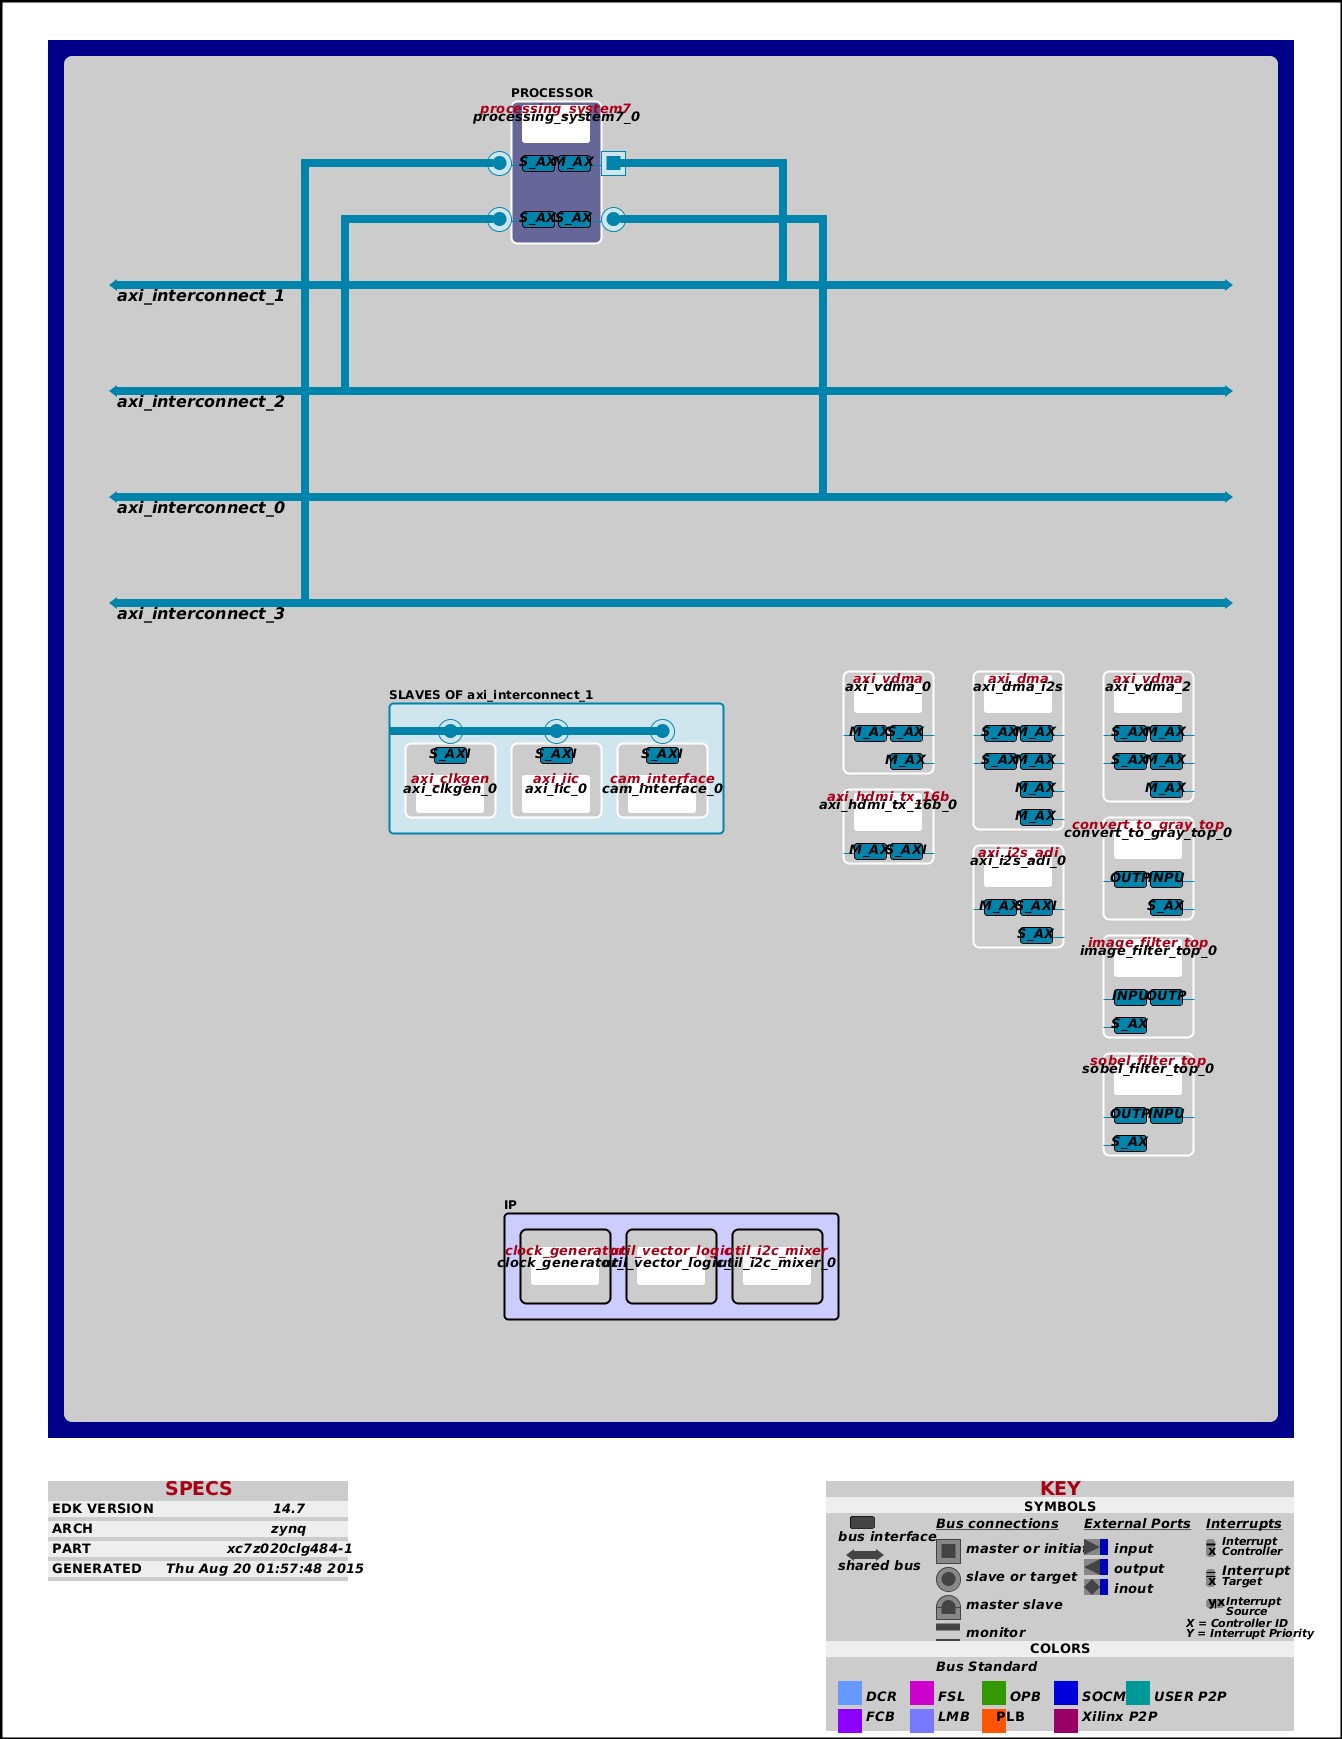 PROCESSOR
processing_system7
processing_system7_0
S_AX M_AX
S_AX S_AX
axi_interconnect_1
axi_interconnect_2
axi_interconnect_0
axi_interconnect_3
SLAVES OF axi_interconnect_1
S_AXI S_AXI S_AXI
axi_clkgen axi_iic cam_interface
axi_clkgen_0 axi_iic_0 cam_interface_0
axi_vdma
axi_vdma_0
M_AX S_AX
M_AX
axi_hdmi_tx_16b
axi_hdmi_tx_16b_0
M_AX S_AXI
axi_dma
axi_dma_i2s
S_AX M_AX
S_AX M_AX
M_AX
M_AX
axi_i2s_adi
axi_i2s_adi_0
M_AX S_AXI
S_AX
axi_vdma
axi_vdma_2
S_AX M_AX
S_AX M_AX
M_AX
convert_to_gray_top
convert_to_gray_top_0
OUTP INPU
S_AX
image_filter_top
image_filter_top_0
INPU OUTP
S_AX
sobel_filter_top
sobel_filter_top_0
OUTP INPU
S_AX
IP
util_i2c_mixer
util_i2c_mixer_0
SPECS
EDK VERSION 14.7
ARCH zynq
PART xc7z020clg484-1
GENERATED Thu Aug 20 01:57:48 2015
KEY
SYMBOLS
bus interface
shared bus
Bus connections
master or initiat
slave or target
master slave
monitor
External Ports
input
output
inout
Interrupts
x Interrupt Controller
x Interrupt Target
yx Interrupt Source
X = Controller ID
Y = Interrupt Priority
COLORS
Bus Standard
DCR FSL OPB SOCM USER P2P
FCB LMB PLB Xilinx P2P